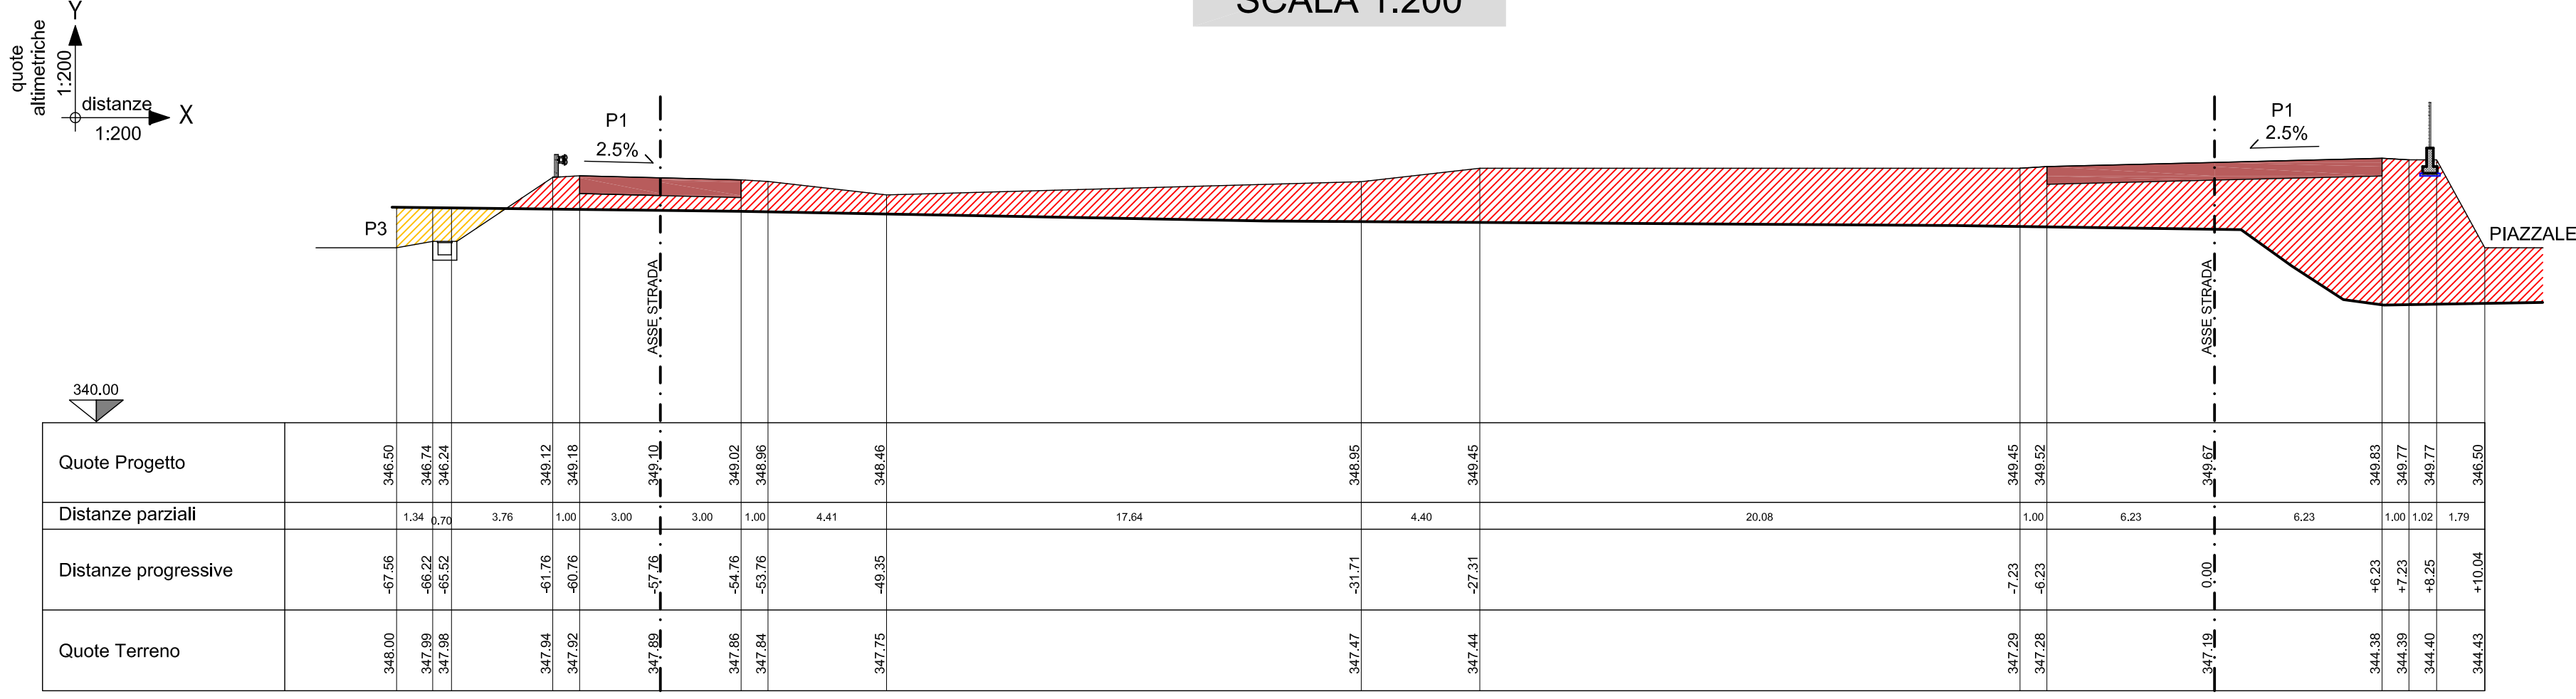 SCALA 1:200
Y
quote
altimetriche
1:200
distanze
X
1:200
P1
2.5%
P1
2.5%
P3
PIAZZALE
ASSE STRADA
ASSE STRADA
340.00
Quote Progetto 346.50 346.74 346.24 349.12 349.18 349.10 349.02 348.96 348.46 348.95 349.45 349.45 349.52 349.67 349.83 349.77 349.77 346.50
Distanze parziali 1.34 0.70 3.76 1.00 3.00 3.00 1.00 4.41 17.64 4.40 20.08 1.00 6.23 6.23 1.00 1.02 1.79
Distanze progressive -67.56 -66.22 -65.52 -61.76 -60.76 -57.76 -54.76 -53.76 -49.35 -31.71 -27.31 -7.23 -6.23 0.00 +6.23 +7.23 +8.25 +10.04
Quote Terreno 348.00 347.99 347.98 347.94 347.92 347.89 347.86 347.84 347.75 347.47 347.44 347.29 347.28 347.19 344.38 344.39 344.40 344.43